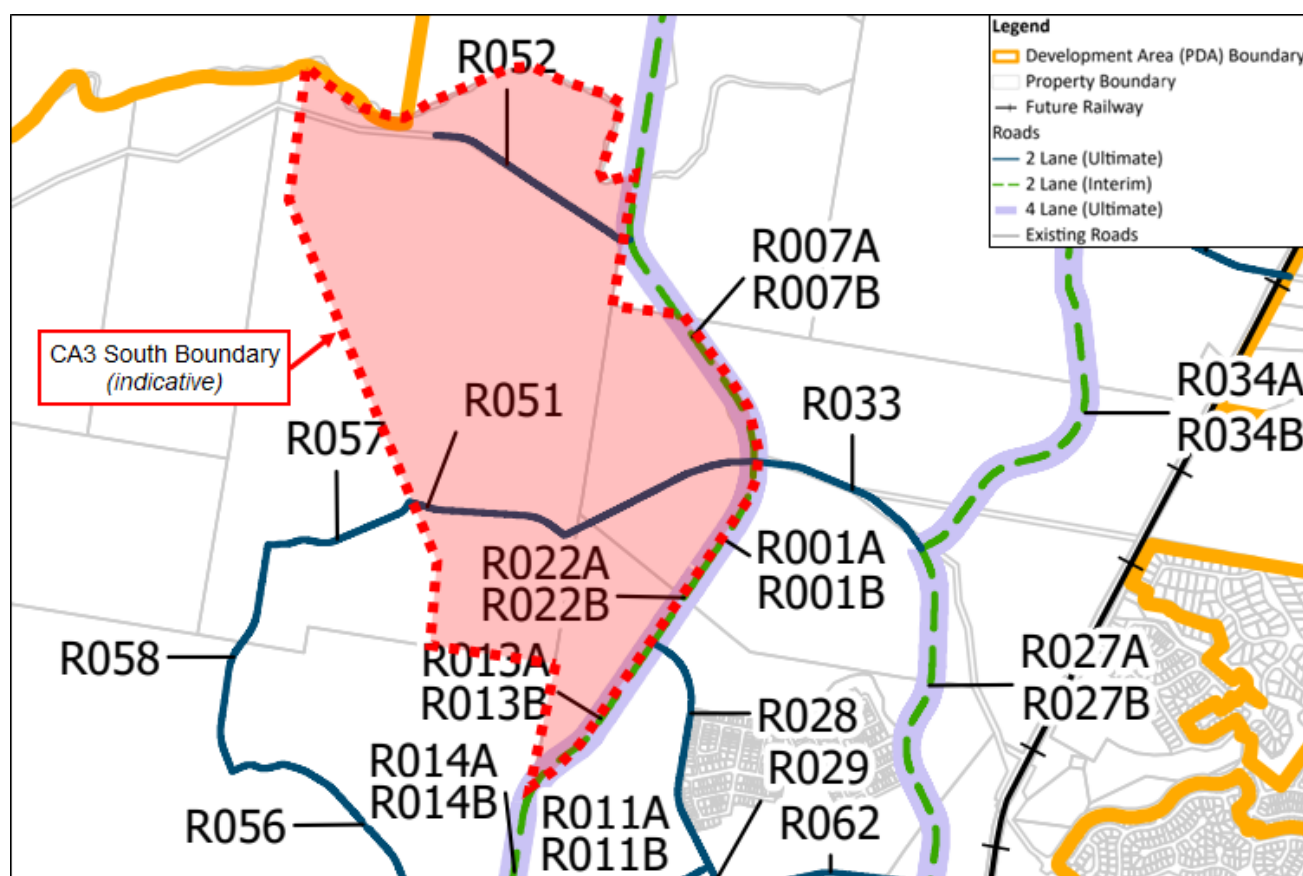 Legend
Development Area (PDA) Boundary
Property Boundary
Future Railway
Roads
2 Lane (Ultimate)
2 Lane (Interim)
4 Lane (Ultimate)
Existing Roads
R052
R007A
R007B
CA3 South Boundary
(indicative)
R034A
R034B
R051
R033
R057
R022A
R022B
R001A
R001B
R058
R013A
R013B
R027A
R027B
R028
R014A
R014B
R029
R011A
R011B
R062
R056